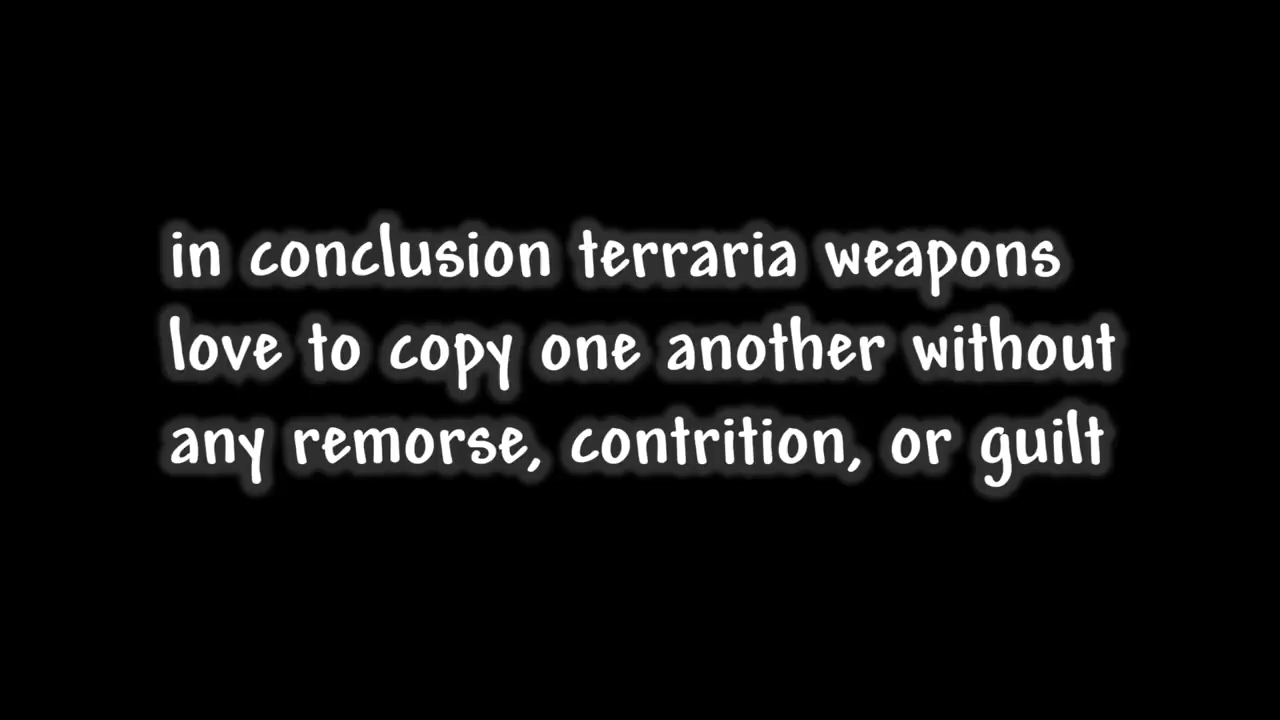 in conclusion terraria weapons
love to copy one another without
any remorse, contrition, or guilt